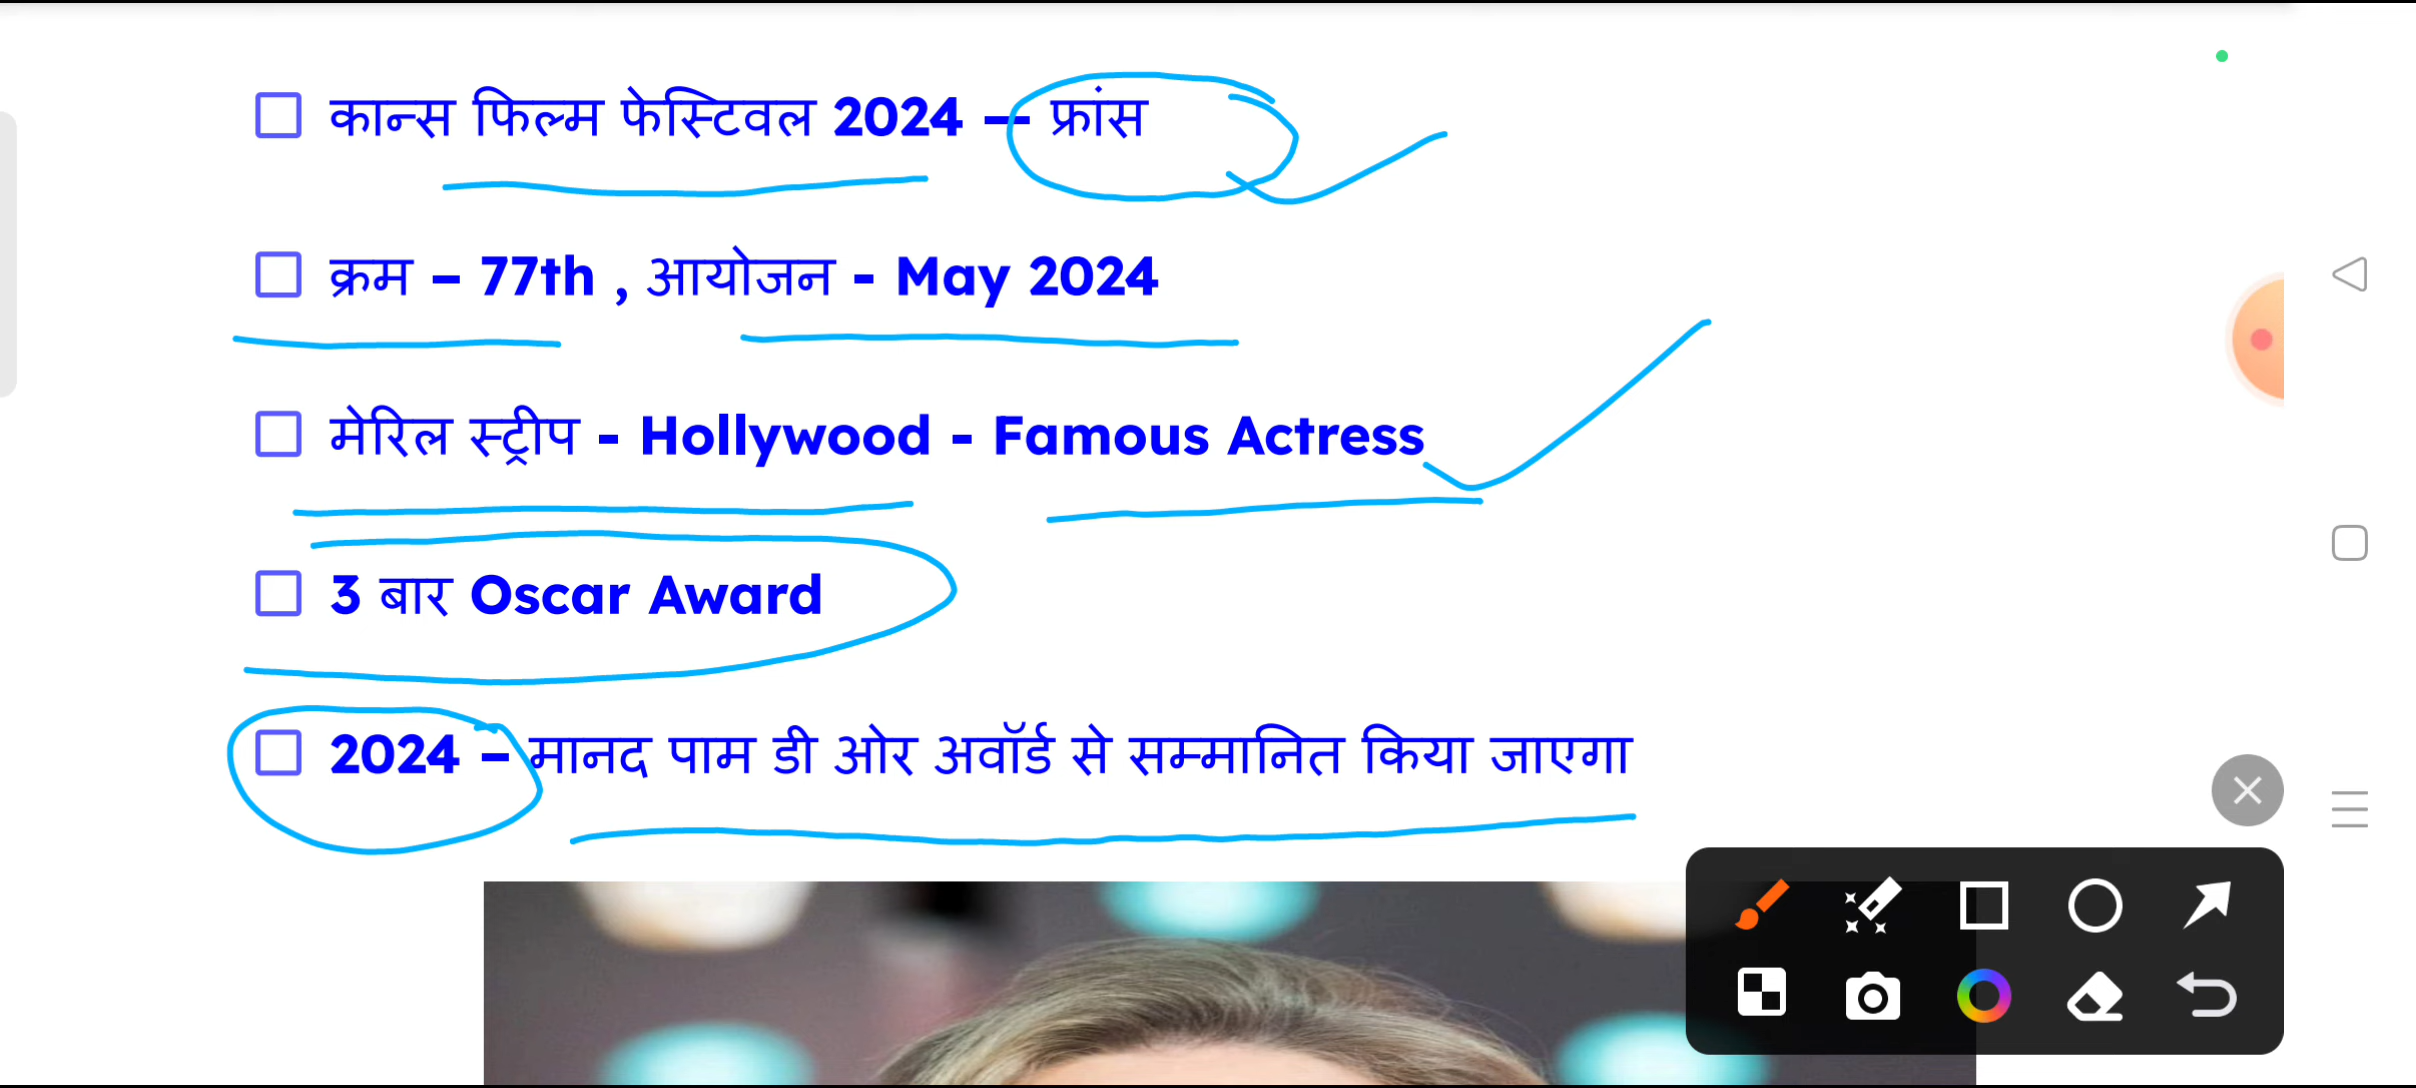 कान्स फिल्म फेस्टिवल 2024 — फ्रांस
क्रम – 77th , आयोजन - May 2024
मेरिल स्ट्रीप - Hollywood - Famous Actress
3 बार Oscar Award
2024 – मानद पाम डी ओर अवॉर्ड से सम्मानित किया जाएगा